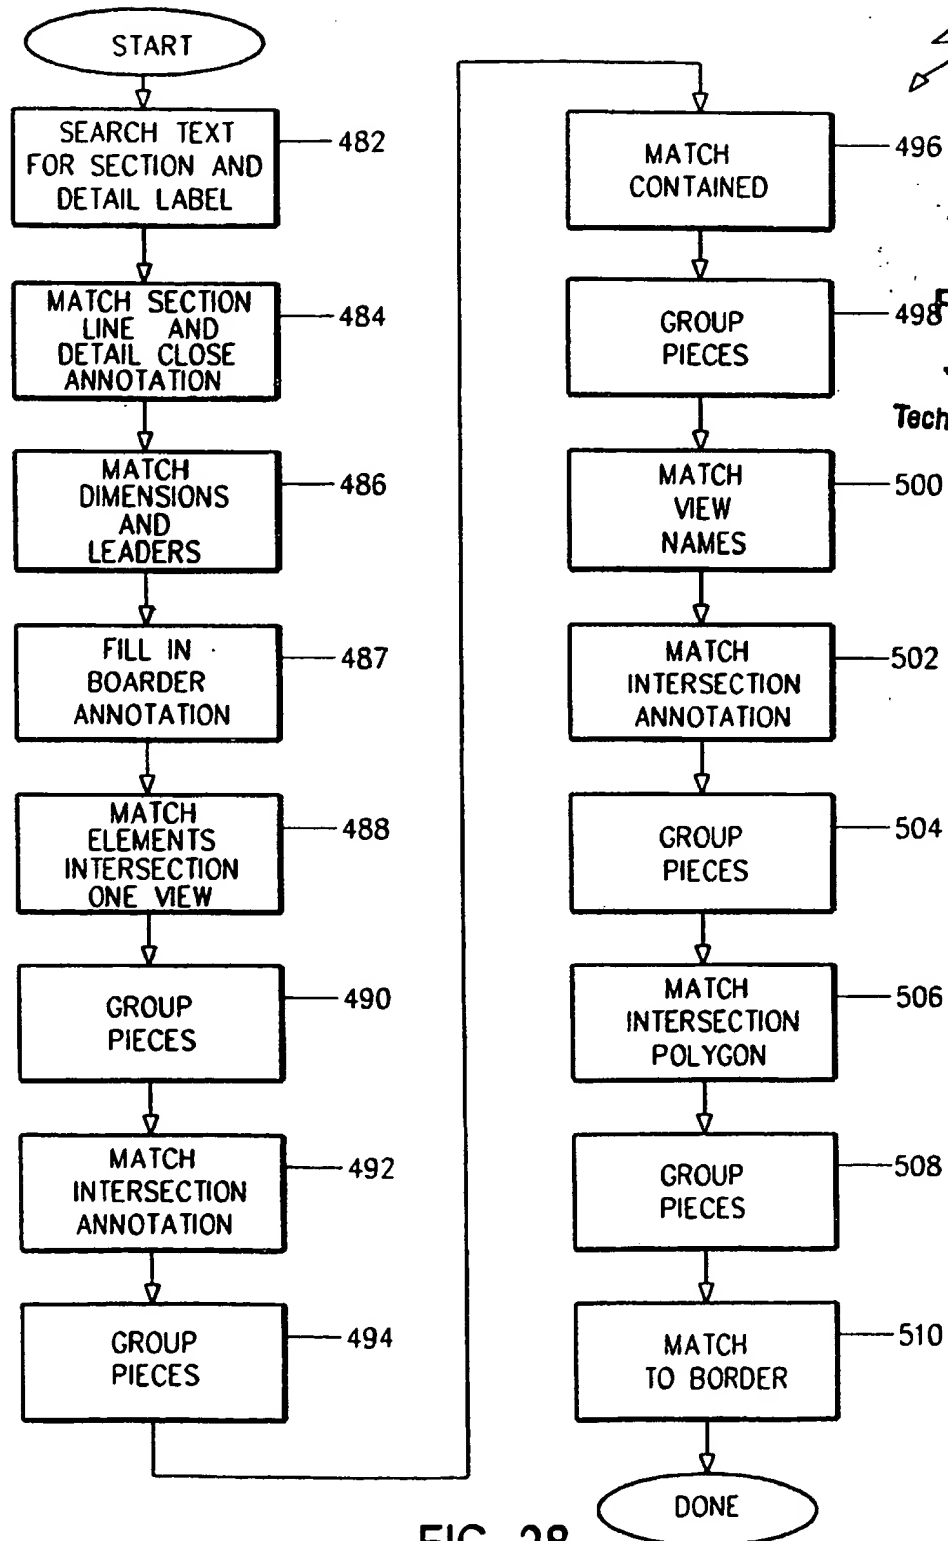 START
SEARCH TEXT
FOR SECTION AND
DETAIL LABEL
482
MATCH SECTION
LINE AND
DETAIL CLOSE
ANNOTATION
484
MATCH
DIMENSIONS
AND
LEADERS
486
FILL IN
BOARDER
ANNOTATION
487
MATCH
ELEMENTS
INTERSECTION
ONE VIEW
488
GROUP
PIECES
490
MATCH
INTERSECTION
ANNOTATION
492
GROUP
PIECES
494
MATCH
CONTAINED
496
GROUP
PIECES
498
Tech
MATCH
VIEW
NAMES
500
MATCH
INTERSECTION
ANNOTATION
502
GROUP
PIECES
504
MATCH
INTERSECTION
POLYGON
506
GROUP
PIECES
508
MATCH
TO BORDER
510
DONE